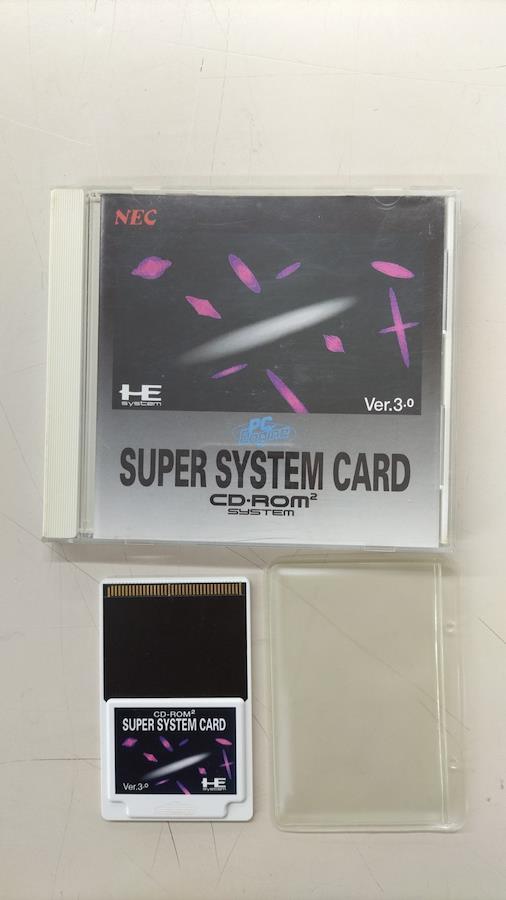 NEC
HE
system
Ver.3.0
PC
Engine
SUPER SYSTEM CARD
CD-ROM²
SYSTEM
CD-ROM²
SUPER SYSTEM CARD
Ver.3.0
HE
system